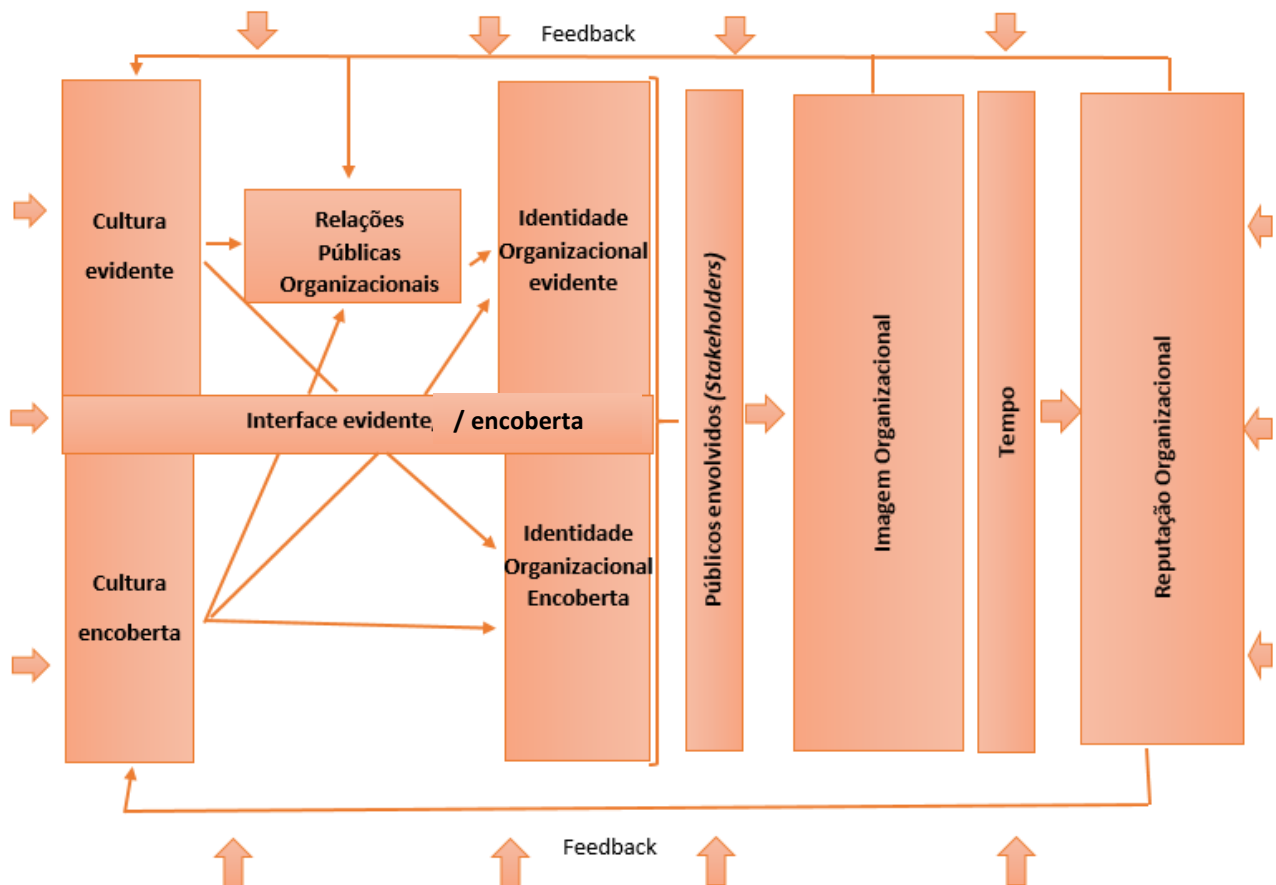 Feedback
Cultura
evidente
Relações
Públicas
Organizacionais
Identidade
Organizacional
evidente
Interface evidente, / encoberta
Cultura
encoberta
Identidade
Organizacional
Encoberta
Públicos envolvidos (Stakeholders)
Imagem Organizacional
Tempo
Reputação Organizacional
Feedback